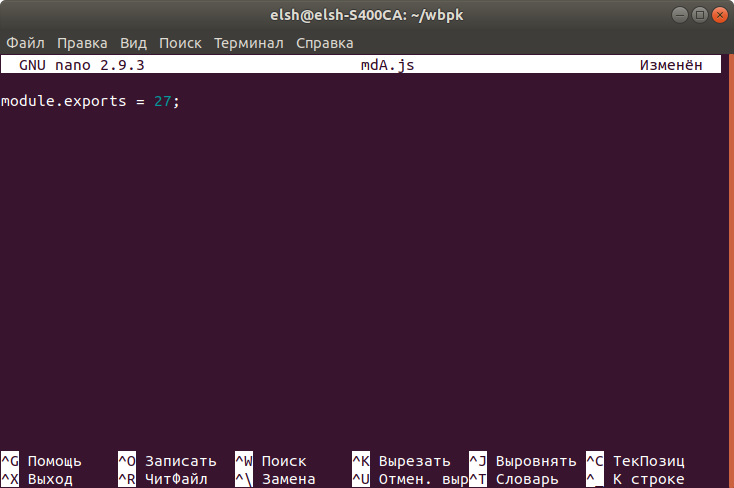 elsh@elsh-S400CA: ~/wbpk
Файл Правка Вид Поиск Терминал Справка
GNU nano 2.9.3 mdA.js Изменён
module.exports = 27;
^G Помощь ^O Записать ^W Поиск ^K Вырезать ^J Выровнять ^C ТекПозиц
^X Выход ^R ЧитФайл ^\ Замена ^U Отмен. выр^T Словарь ^_ К строке